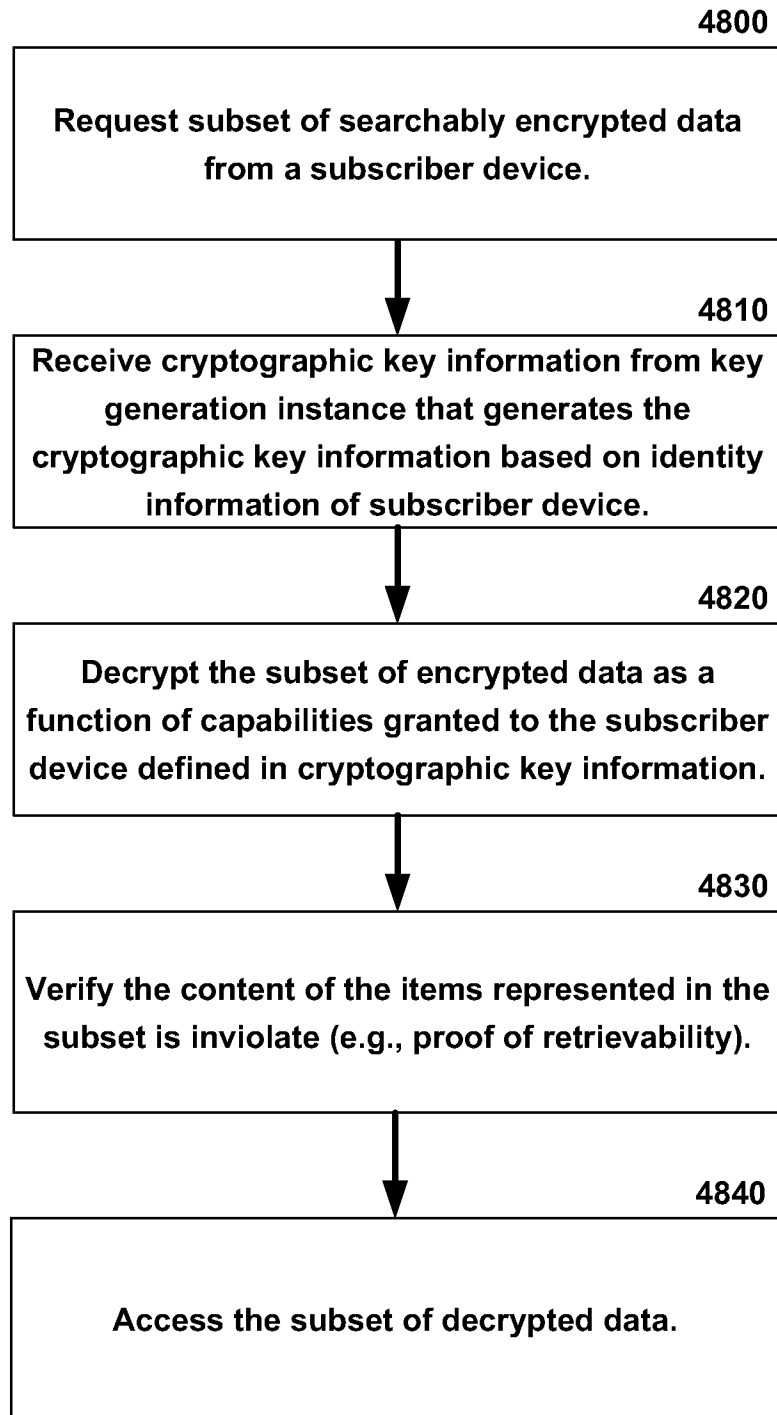 4800
Request subset of searchably encrypted data
from a subscriber device.
4810
Receive cryptographic key information from key
generation instance that generates the
cryptographic key information based on identity
information of subscriber device.
4820
Decrypt the subset of encrypted data as a
function of capabilities granted to the subscriber
device defined in cryptographic key information.
4830
Verify the content of the items represented in the
subset is inviolate (e.g., proof of retrievability).
4840
Access the subset of decrypted data.